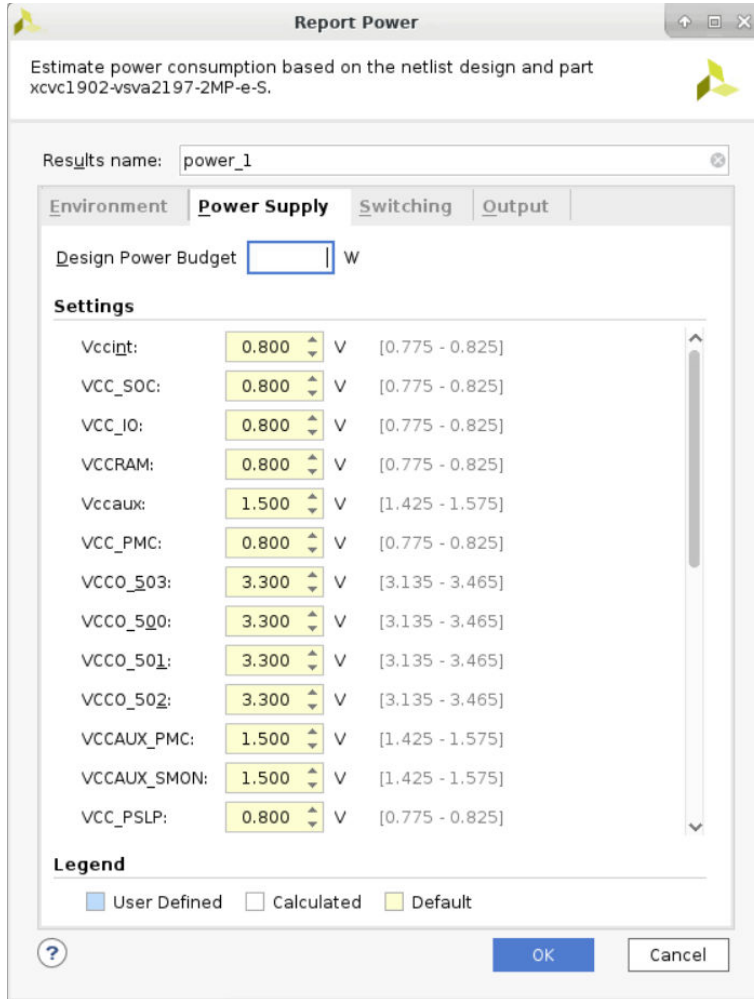 Report Power
Estimate power consumption based on the netlist design and part
xcvc1902-vsva2197-2MP-e-S.
Results name: power_1
Environment Power Supply Switching Output
Design Power Budget W
Settings
Vccint: 0.800 V [0.775 - 0.825]
VCC_SOC: 0.800 V [0.775 - 0.825]
VCC_IO: 0.800 V [0.775 - 0.825]
VCCRAM: 0.800 V [0.775 - 0.825]
Vccaux: 1.500 V [1.425 - 1.575]
VCC_PMC: 0.800 V [0.775 - 0.825]
VCCO_503: 3.300 V [3.135 - 3.465]
VCCO_500: 3.300 V [3.135 - 3.465]
VCCO_501: 3.300 V [3.135 - 3.465]
VCCO_502: 3.300 V [3.135 - 3.465]
VCCAUX_PMC: 1.500 V [1.425 - 1.575]
VCCAUX_SMON: 1.500 V [1.425 - 1.575]
VCC_PSLP: 0.800 V [0.775 - 0.825]
Legend
User Defined Calculated Default
? OK Cancel